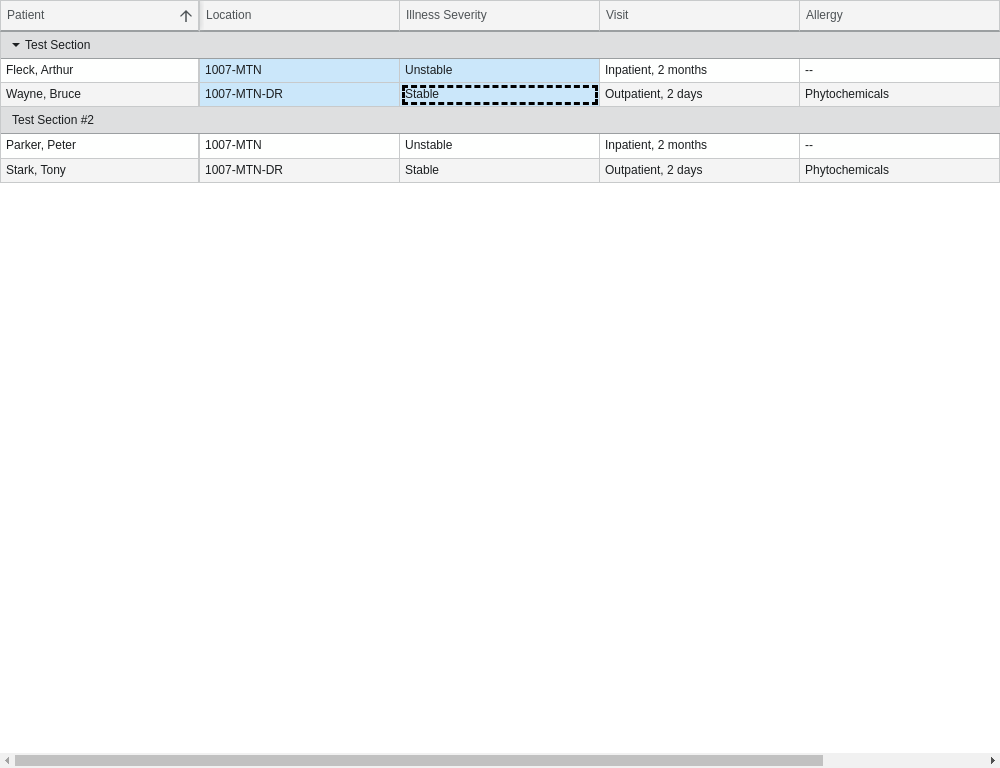 Patient Location Illness Severity Visit Allergy
Test Section
Fleck, Arthur 1007-MTN Unstable Inpatient, 2 months --
Wayne, Bruce 1007-MTN-DR Stable Outpatient, 2 days Phytochemicals
Test Section #2
Parker, Peter 1007-MTN Unstable Inpatient, 2 months --
Stark, Tony 1007-MTN-DR Stable Outpatient, 2 days Phytochemicals